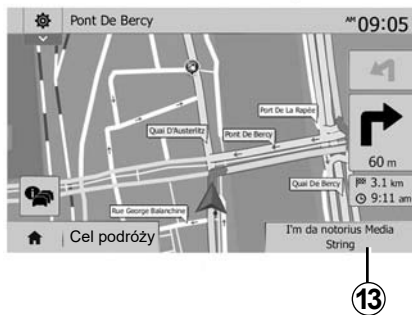 Pont De Bercy
AM 09:05
Port De La Rapée
Quai D'Austerlitz
Pont De Bercy
60 m
Quai De Bercy
3.1 km
9:11 am
Rue George Balanchine
Cel podróży
I'm da notorius Media
String
13